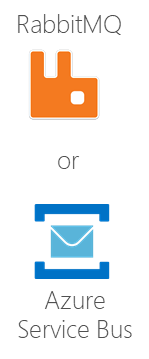 RabbitMQ
or
Azure
Service Bus